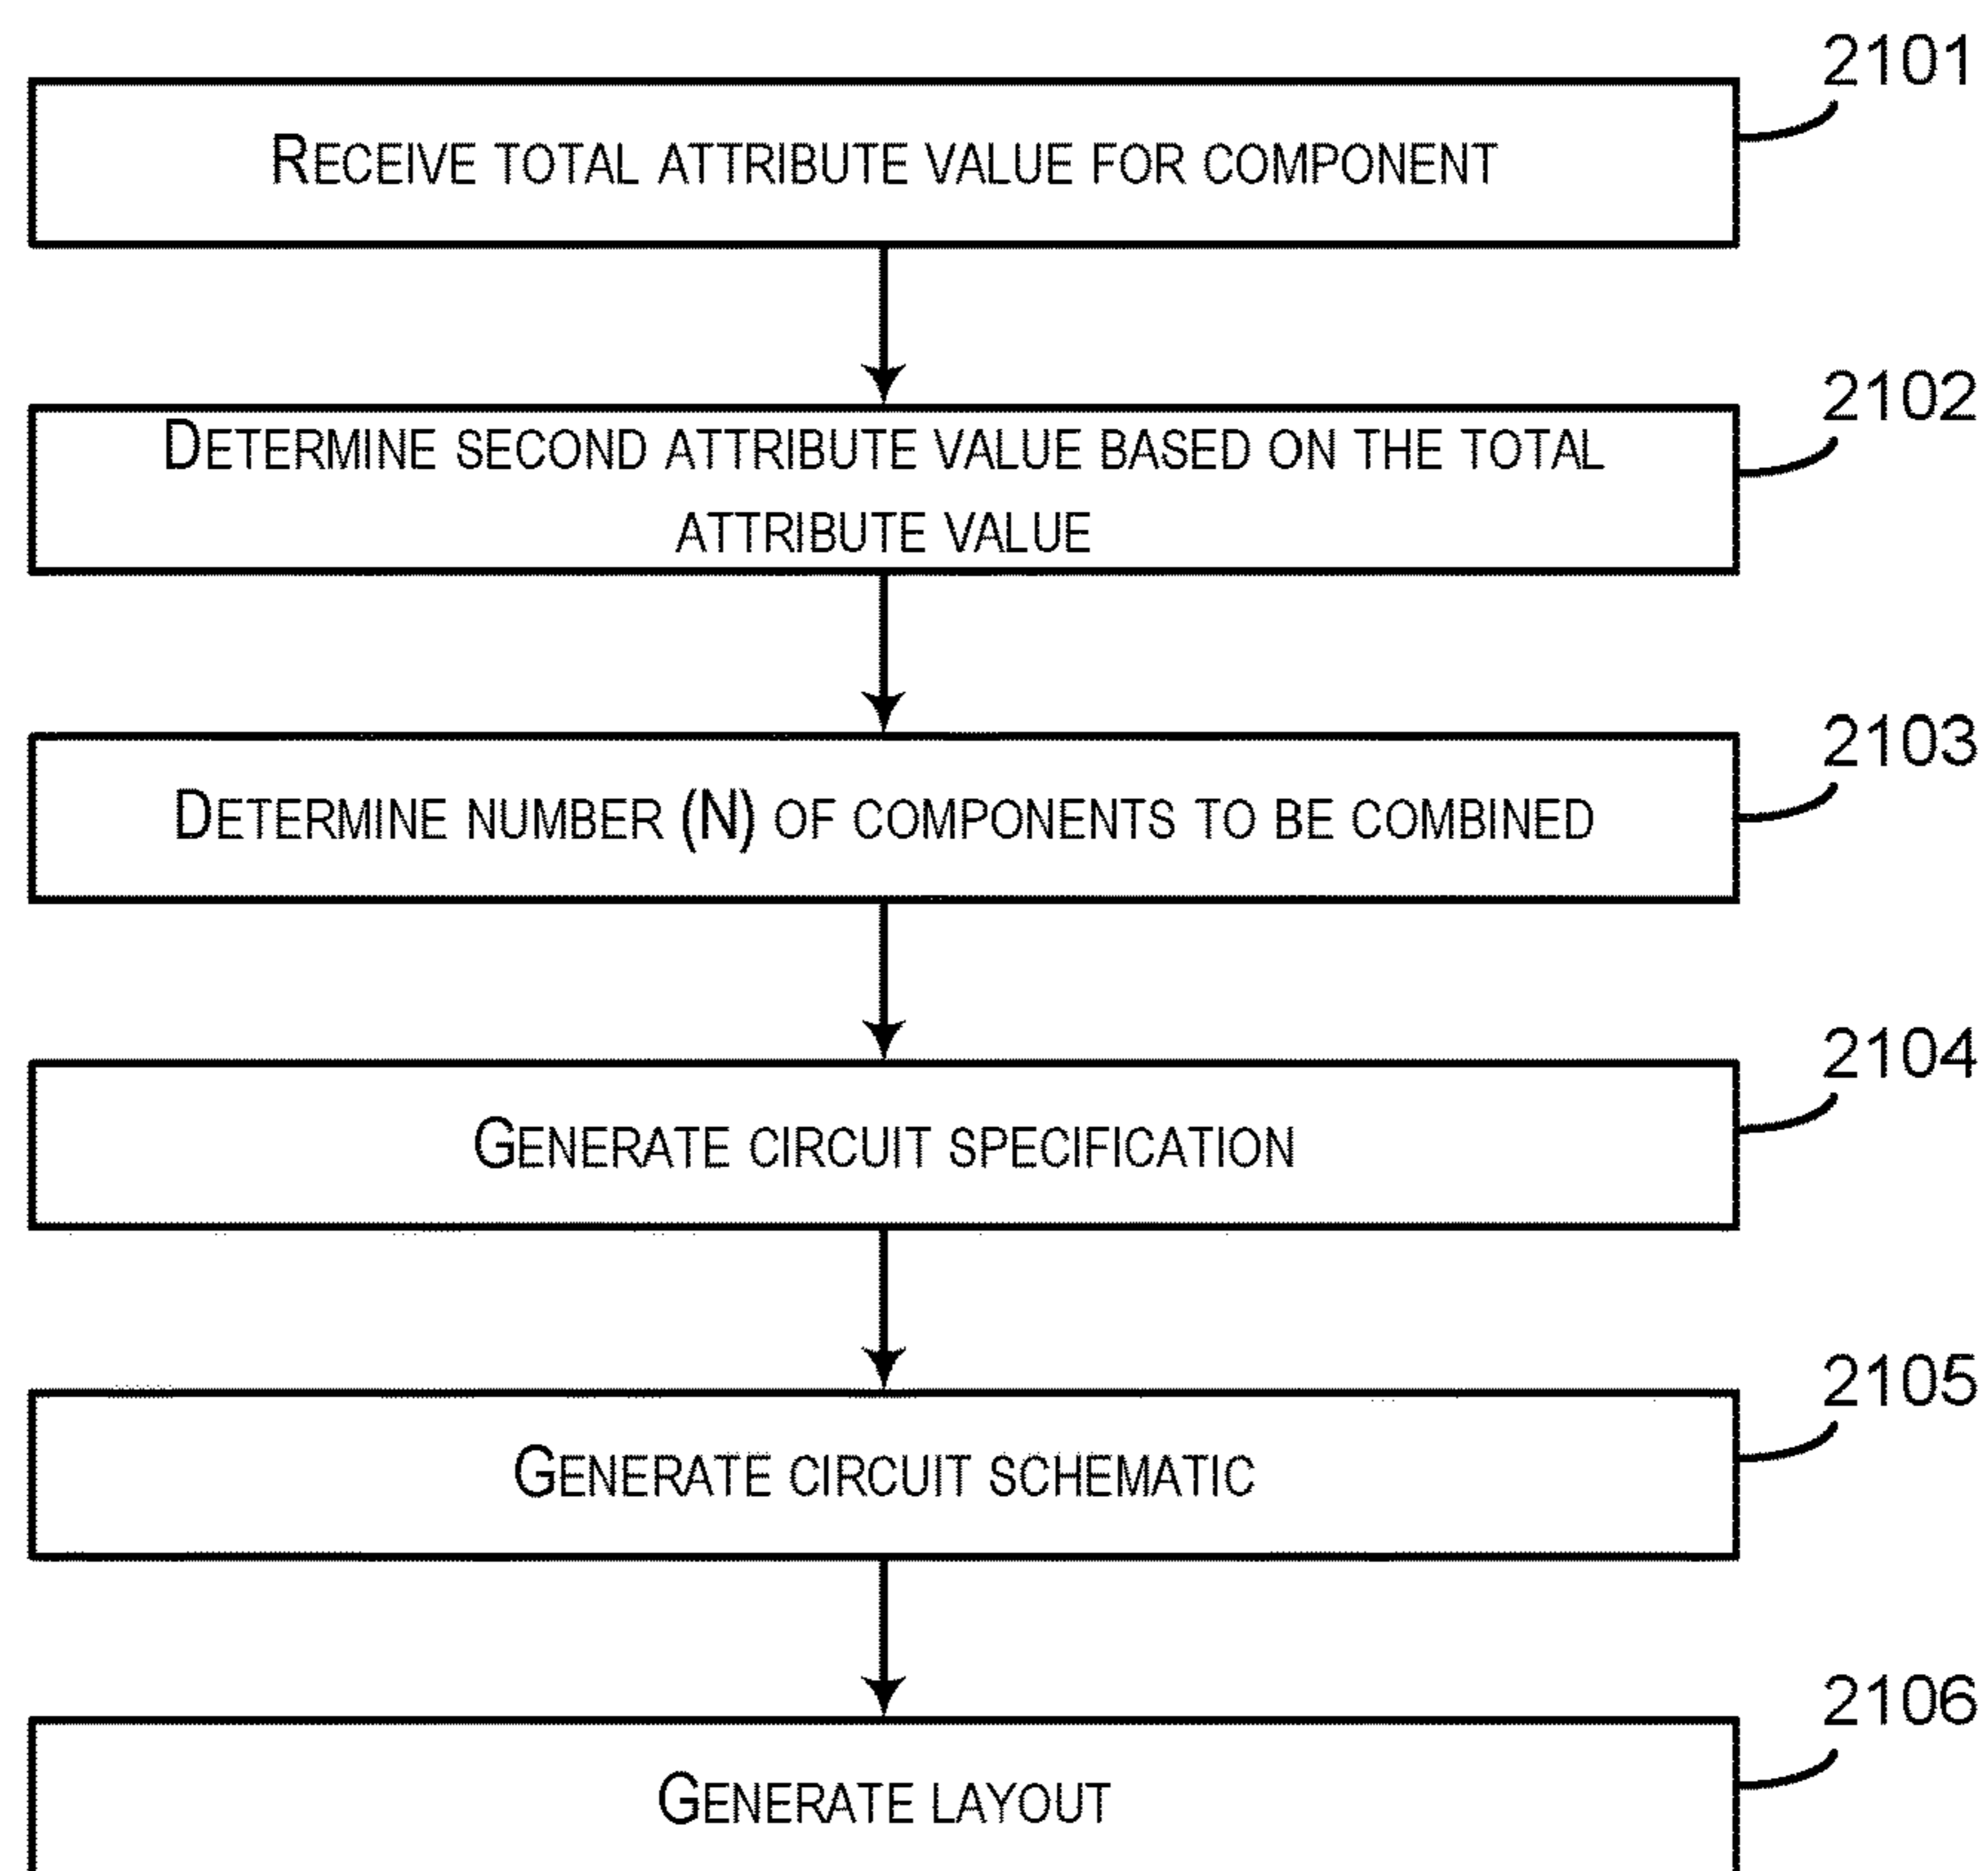 2101
RECEIVE TOTAL ATTRIBUTE VALUE FOR COMPONENT
2102
DETERMINE SECOND ATTRIBUTE VALUE BASED ON THE TOTAL
ATTRIBUTE VALUE
2103
DETERMINE NUMBER (N) OF COMPONENTS TO BE COMBINED
2104
GENERATE CIRCUIT SPECIFICATION
2105
GENERATE CIRCUIT SCHEMATIC
2106
GENERATE LAYOUT